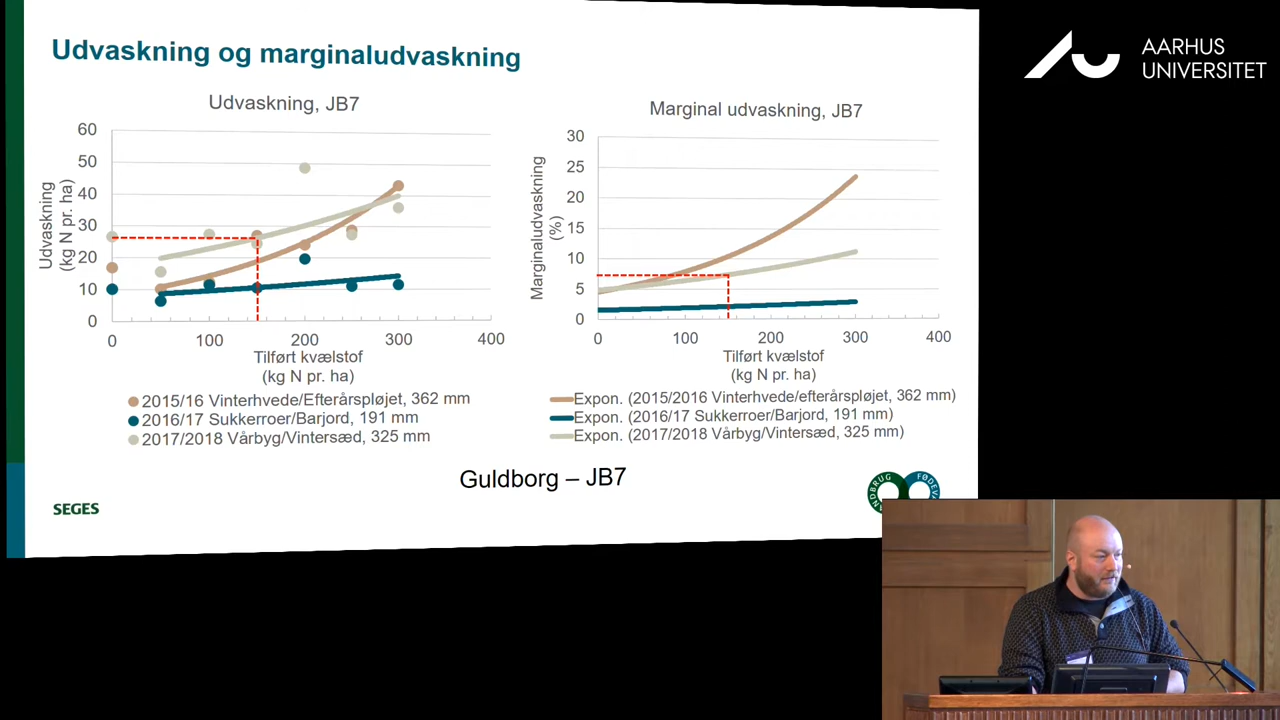 Udvaskning og marginaludvaskning
AARHUS
UNIVERSITET
Udvaskning, JB7
60
50
40
30
20
10
0
Udvaskning
(kg N pr. ha)
0
100
200
300
400
Tilført kvælstof
(kg N pr. ha)
2015/16 Vinterhvede/Efterårspløjet, 362 mm
2016/17 Sukkerroer/Barjord, 191 mm
2017/2018 Vårbyg/Vintersæd, 325 mm
Marginal udvaskning, JB7
30
25
20
15
10
5
0
Marginaludvaskning
(%)
0
100
200
300
400
Tilført kvælstof
(kg N pr. ha)
Expon. (2015/2016 Vinterhvede/efterårspløjet, 362 mm)
Expon. (2016/17 Sukkerroer/Barjord, 191 mm)
Expon. (2017/2018 Vårbyg/Vintersæd, 325 mm)
Guldborg – JB7
SEGES